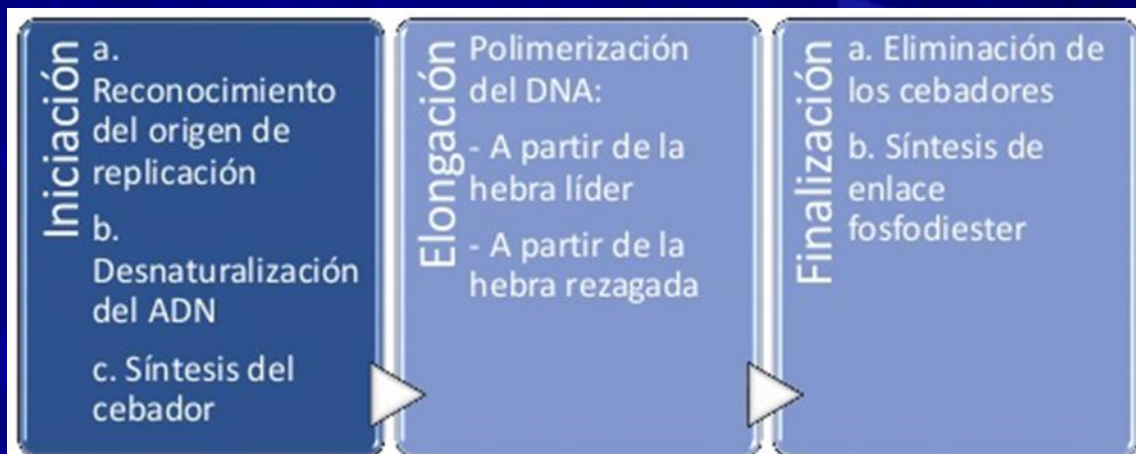 Iniciación
a.
Reconocimiento
del origen de
replicación
b.
Desnaturalización
del ADN
c. Síntesis del
cebador
Elongación
Polimerización
del DNA:
- A partir de la
hebra líder
- A partir de la
hebra rezagada
Finalización
a. Eliminación de
los cebadores
b. Síntesis de
enlace
fosfodiester